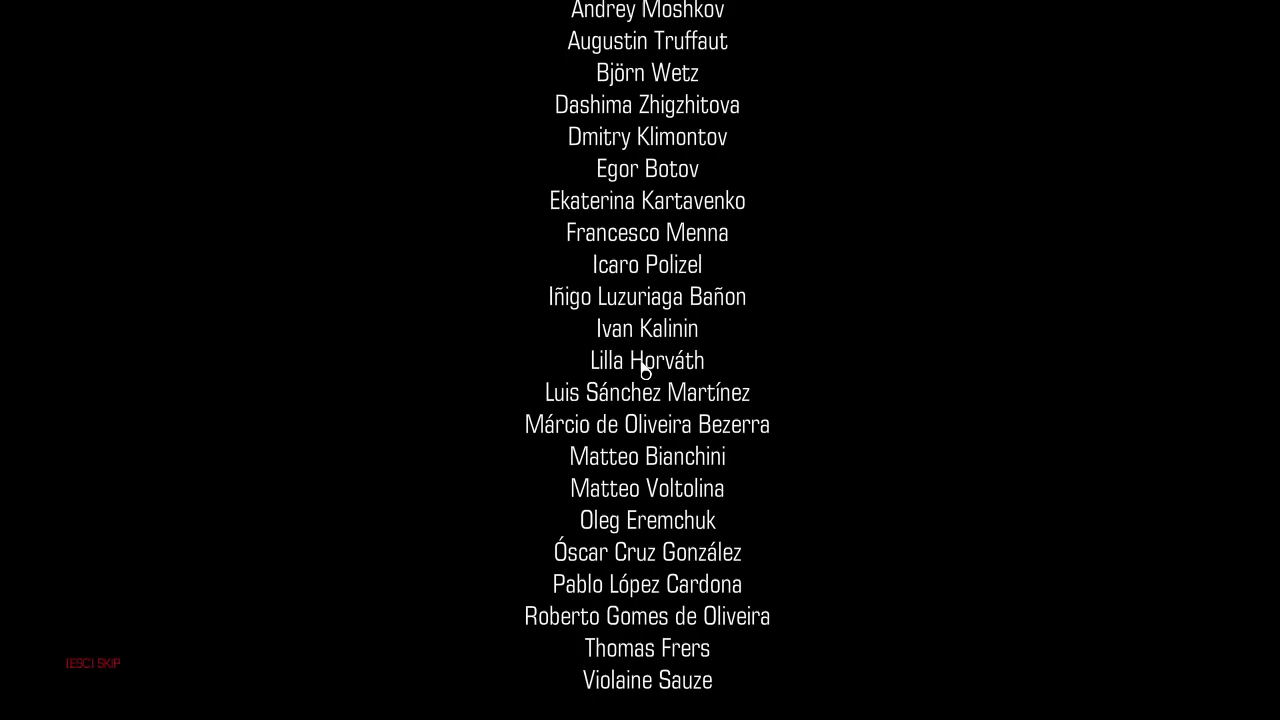 Andrey Moshkov
Augustin Truffaut
Björn Wetz
Dashima Zhigzhitova
Dmitry Klimontov
Egor Botov
Ekaterina Kartavenko
Francesco Menna
Icaro Polizel
Iñigo Luzuriaga Bañon
Ivan Kalinin
Lilla Horváth
Luis Sánchez Martínez
Márcio de Oliveira Bezerra
Matteo Bianchini
Matteo Voltolina
Oleg Eremchuk
Óscar Cruz González
Pablo López Cardona
Roberto Gomes de Oliveira
Thomas Frers
[ESC] SKIP
Violaine Sauze